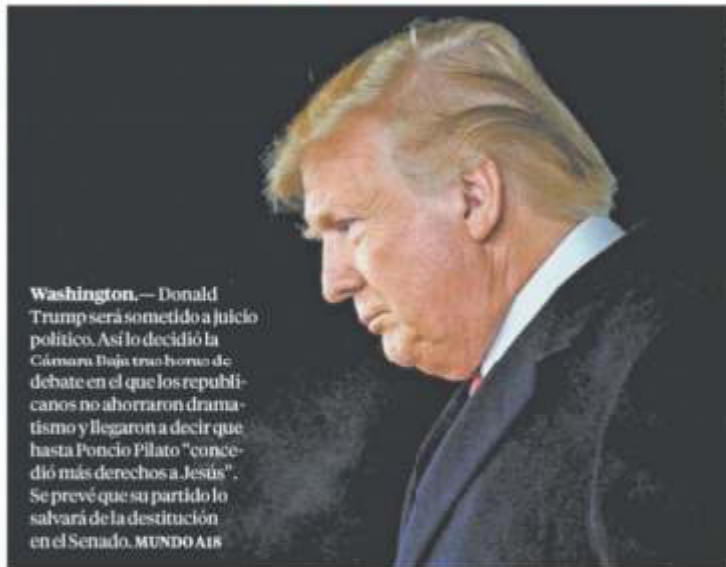 Washington.— Donald
Trump será sometido a juicio
político. Así lo decidió la
Cámara Baja tras horas de
debate en el que los republi-
canos no ahorraron drama-
tismo y llegaron a decir que
hasta Poncio Pilato "conce-
dió más derechos a Jesús".
Se prevé que su partido lo
salvará de la destitución
en el Senado. MUNDO A18